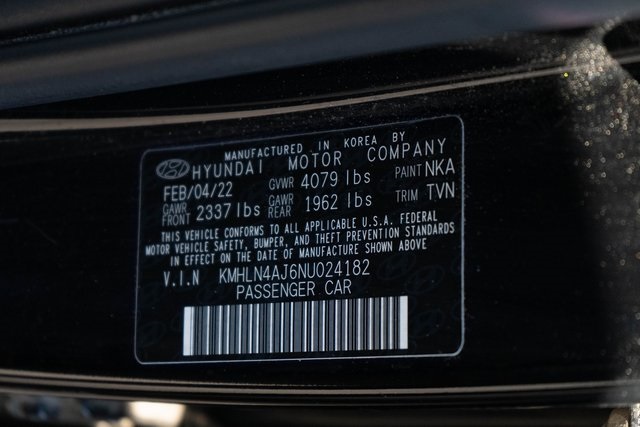 MANUFACTURED IN KOREA BY
HYUNDAI MOTOR COMPANY
FEB/04/22 GVWR 4079 lbs PAINT NKA
GAWR FRONT 2337 lbs GAWR REAR 1962 lbs TRIM TVN
THIS VEHICLE CONFORMS TO ALL APPLICABLE U.S.A. FEDERAL
MOTOR VEHICLE SAFETY, BUMPER, AND THEFT PREVENTION STANDARDS
IN EFFECT ON THE DATE OF MANUFACTURE SHOWN ABOVE
V.I.N KMHLN4AJ6NU024182
PASSENGER CAR